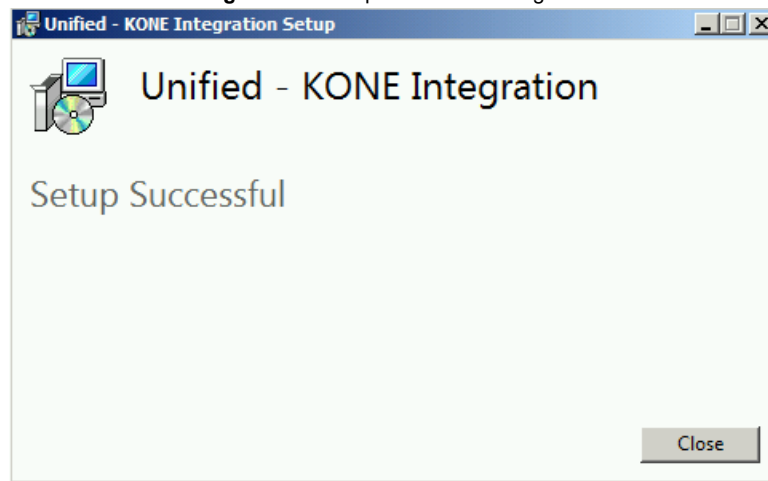 Unified - KONE Integration Setup
Unified - KONE Integration
Setup Successful
Close